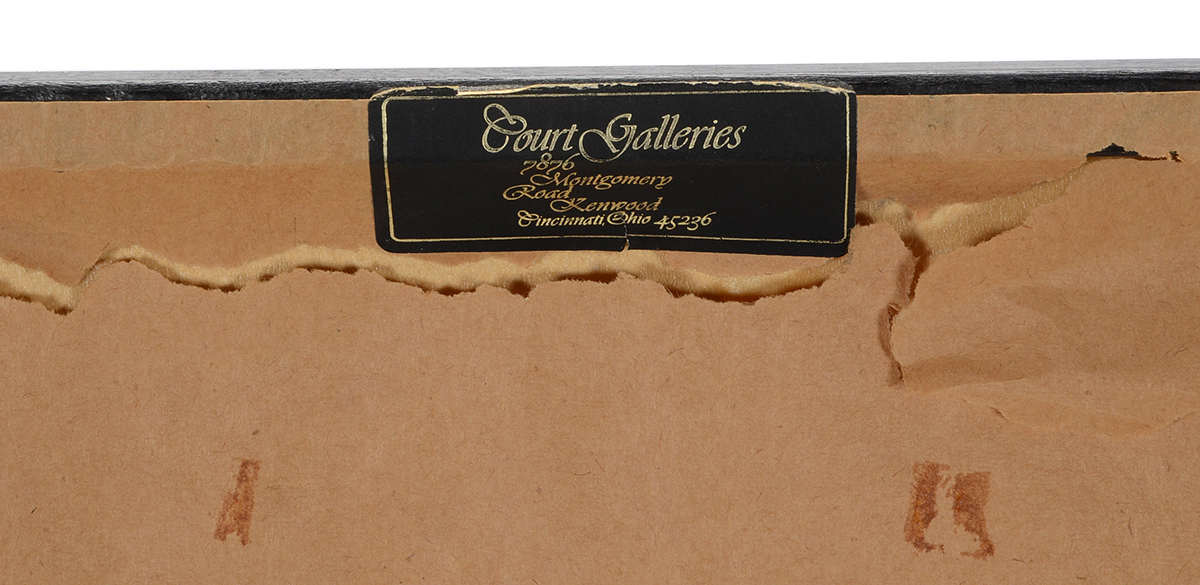 Court Galleries
7876
Montgomery
Road
Kenwood
Cincinnati, Ohio 45236